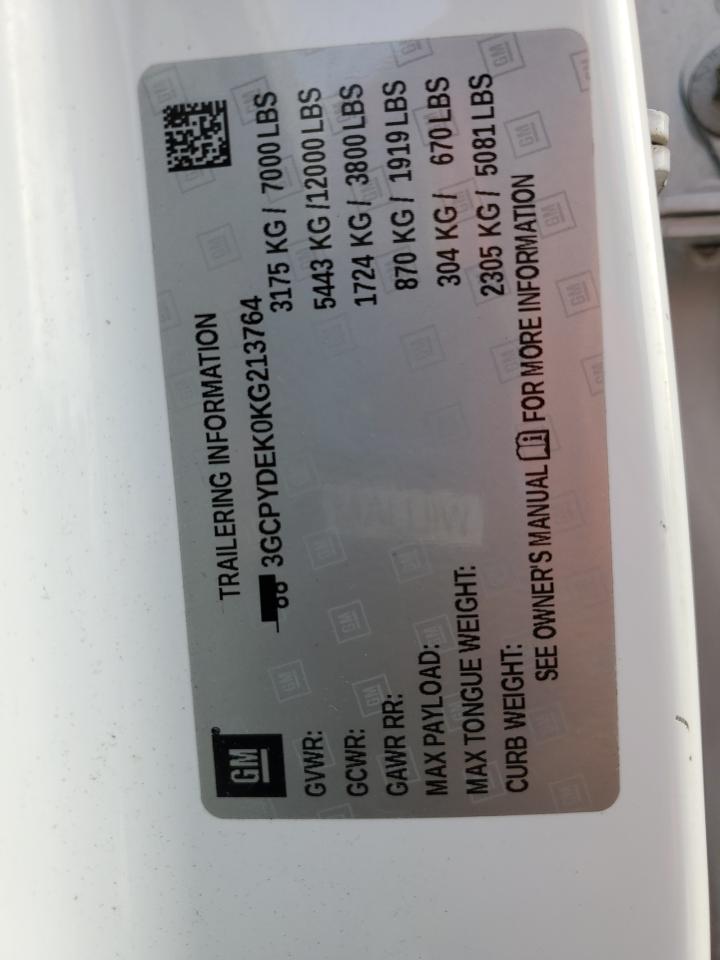 GM
TRAILERING INFORMATION
3GCPYDEK0KG213764
GVWR: 3175 KG / 7000 LBS
GCWR: 5443 KG /12000 LBS
GAWR RR: 1724 KG / 3800 LBS
MAX PAYLOAD: 870 KG / 1919 LBS
MAX TONGUE WEIGHT: 304 KG / 670 LBS
CURB WEIGHT: 2305 KG / 5081 LBS
SEE OWNER'S MANUAL FOR MORE INFORMATION